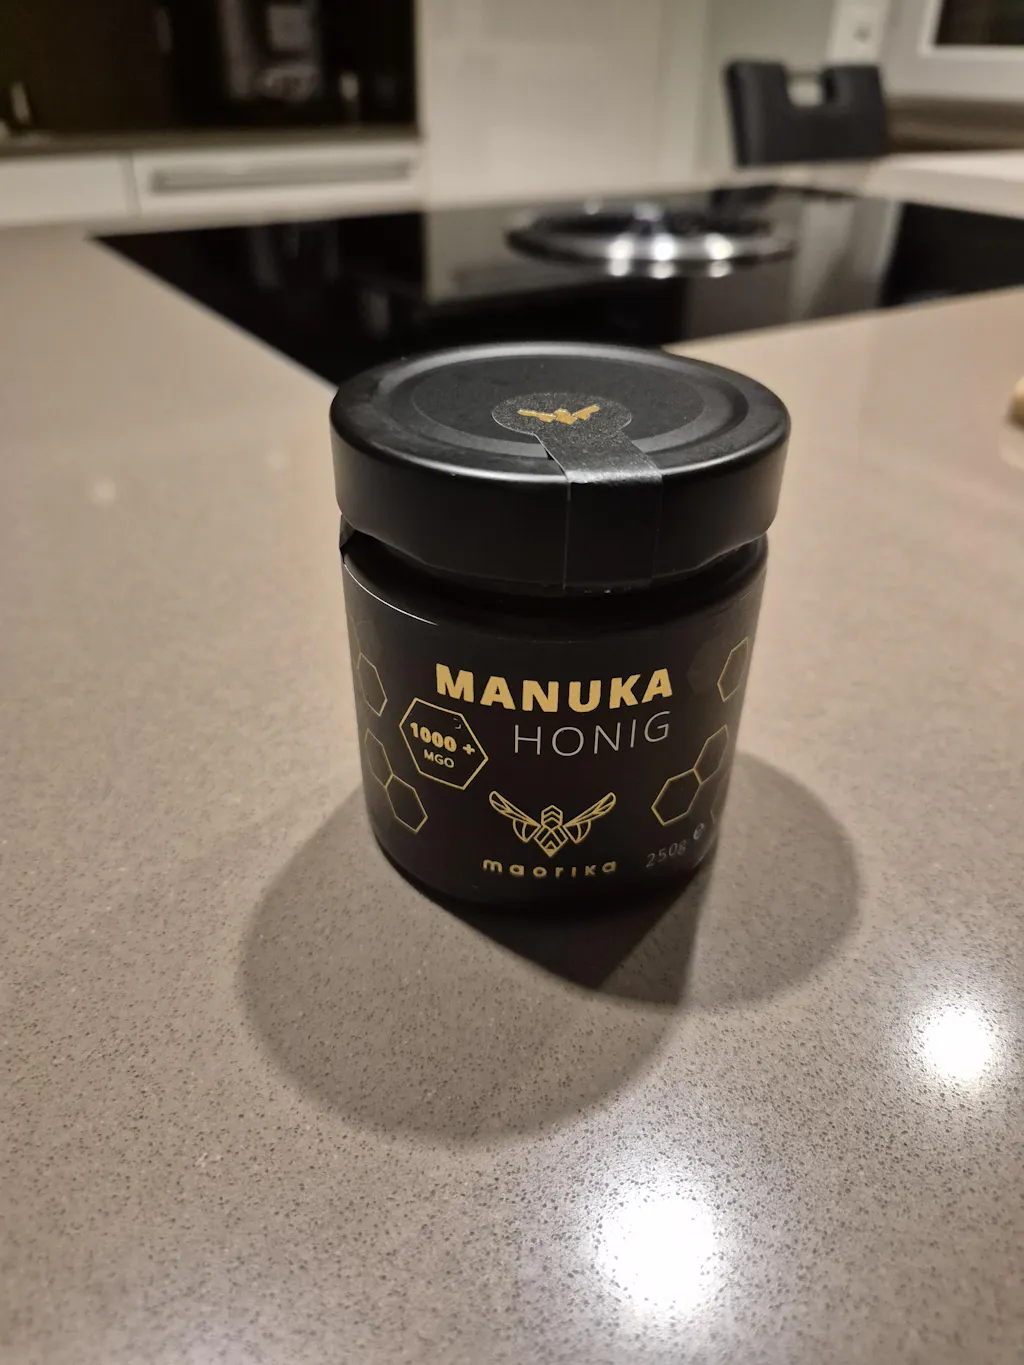 MANUKA
HONIG
1000 +
MGO
maorika
250g e